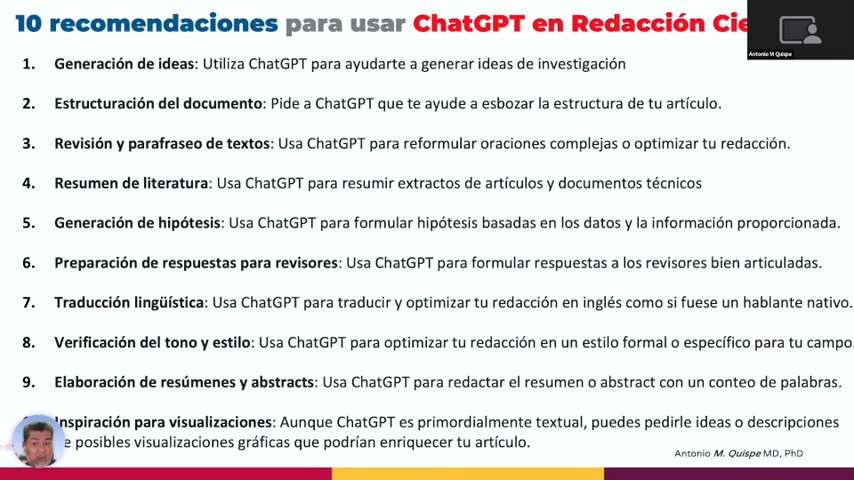 10 recomendaciones para usar ChatGPT en Redacción
Antonio M Quispe
1. Generación de ideas: Utiliza ChatGPT para ayudarte a generar ideas de investigación
2. Estructuración del documento: Pide a ChatGPT que te ayude a esbozar la estructura de tu artículo.
3. Revisión y parafraseo de textos: Usa ChatGPT para reformular oraciones complejas o optimizar tu redacción.
4. Resumen de literatura: Usa ChatGPT para resumir extractos de artículos y documentos técnicos
5. Generación de hipótesis: Usa ChatGPT para formular hipótesis basadas en los datos y la información proporcionada.
6. Preparación de respuestas para revisores: Usa ChatGPT para formular respuestas a los revisores bien articuladas.
7. Traducción lingüística: Usa ChatGPT para traducir y optimizar tu redacción en inglés como si fuese un hablante nativo.
8. Verificación del tono y estilo: Usa ChatGPT para optimizar tu redacción en un estilo formal o específico para tu campo.
9. Elaboración de resúmenes y abstracts: Usa ChatGPT para redactar el resumen o abstract con un conteo de palabras.
Inspiración para visualizaciones: Aunque ChatGPT es primordialmente textual, puedes pedirle ideas o descripciones
posibles visualizaciones gráficas que podrían enriquecer tu artículo.
Antonio M. Quispe MD, PhD